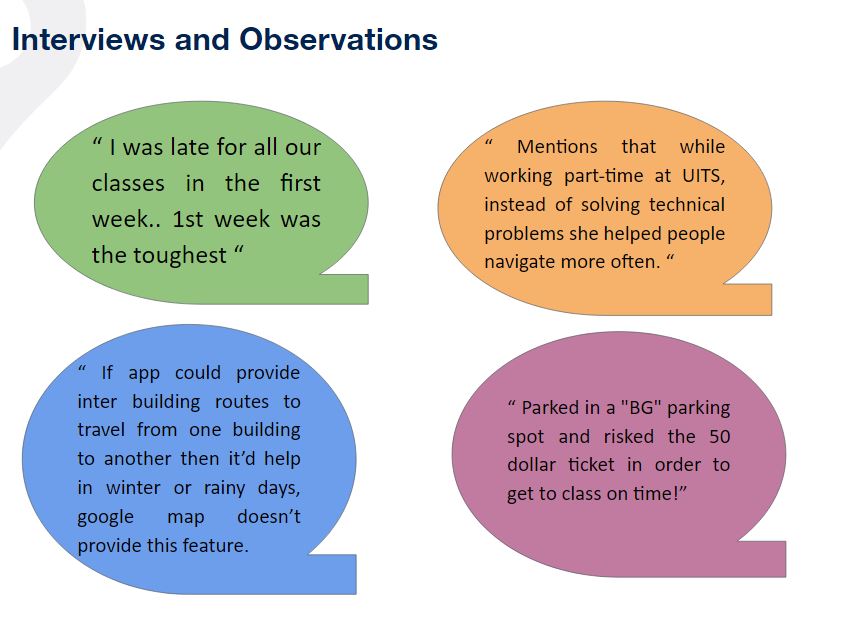 Interviews and Observations
“ I was late for all our
classes in the first
week.. 1st week was
the toughest “
“ Mentions that while
working part-time at UITS,
instead of solving technical
problems she helped people
navigate more often. “
“ If app could provide
inter building routes to
travel from one building
to another then it’d help
in winter or rainy days,
google map doesn’t
provide this feature.
“ Parked in a "BG" parking
spot and risked the 50
dollar ticket in order to
get to class on time!”